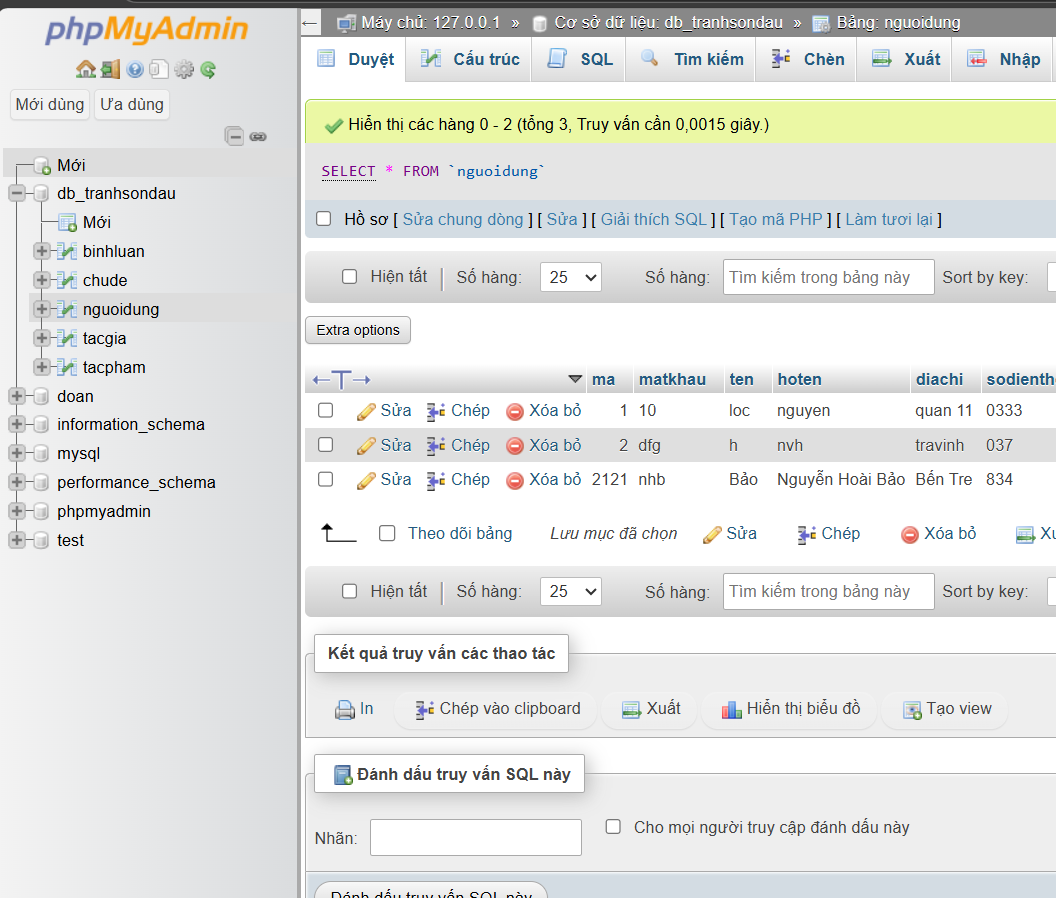 phpMyAdmin
Mới dùng Ưa dùng
Mới
db_tranhsondau
Mới
binhluan
chude
nguoidung
tacgia
tacpham
doan
information_schema
mysql
performance_schema
phpmyadmin
test
← Máy chủ: 127.0.0.1 » Cơ sở dữ liệu: db_tranhsondau » Bảng: nguoidung
Duyệt Cấu trúc SQL Tìm kiếm Chèn Xuất Nhập
Hiển thị các hàng 0 - 2 (tổng 3, Truy vấn cần 0,0015 giây.)
SELECT * FROM `nguoidung`
Hồ sơ [ Sửa chung dòng ] [ Sửa ] [ Giải thích SQL ] [ Tạo mã PHP ] [ Làm tươi lại ]
Hiện tất | Số hàng: 25 Số hàng: Tìm kiếm trong bảng này Sort by key:
Extra options
←T→ ma matkhau ten hoten diachi sodienth
Sửa Chép Xóa bỏ 1 10 loc nguyen quan 11 0333
Sửa Chép Xóa bỏ 2 dfg h nvh travinh 037
Sửa Chép Xóa bỏ 2121 nhb Bảo Nguyễn Hoài Bảo Bến Tre 834
Theo dõi bảng Lưu mục đã chọn Sửa Chép Xóa bỏ Xu
Hiện tất | Số hàng: 25 Số hàng: Tìm kiếm trong bảng này Sort by key:
Kết quả truy vấn các thao tác
In Chép vào clipboard Xuất Hiển thị biểu đồ Tạo view
Đánh dấu truy vấn SQL này
Nhãn: Cho mọi người truy cập đánh dấu này
Đánh dấu truy vấn SQL này